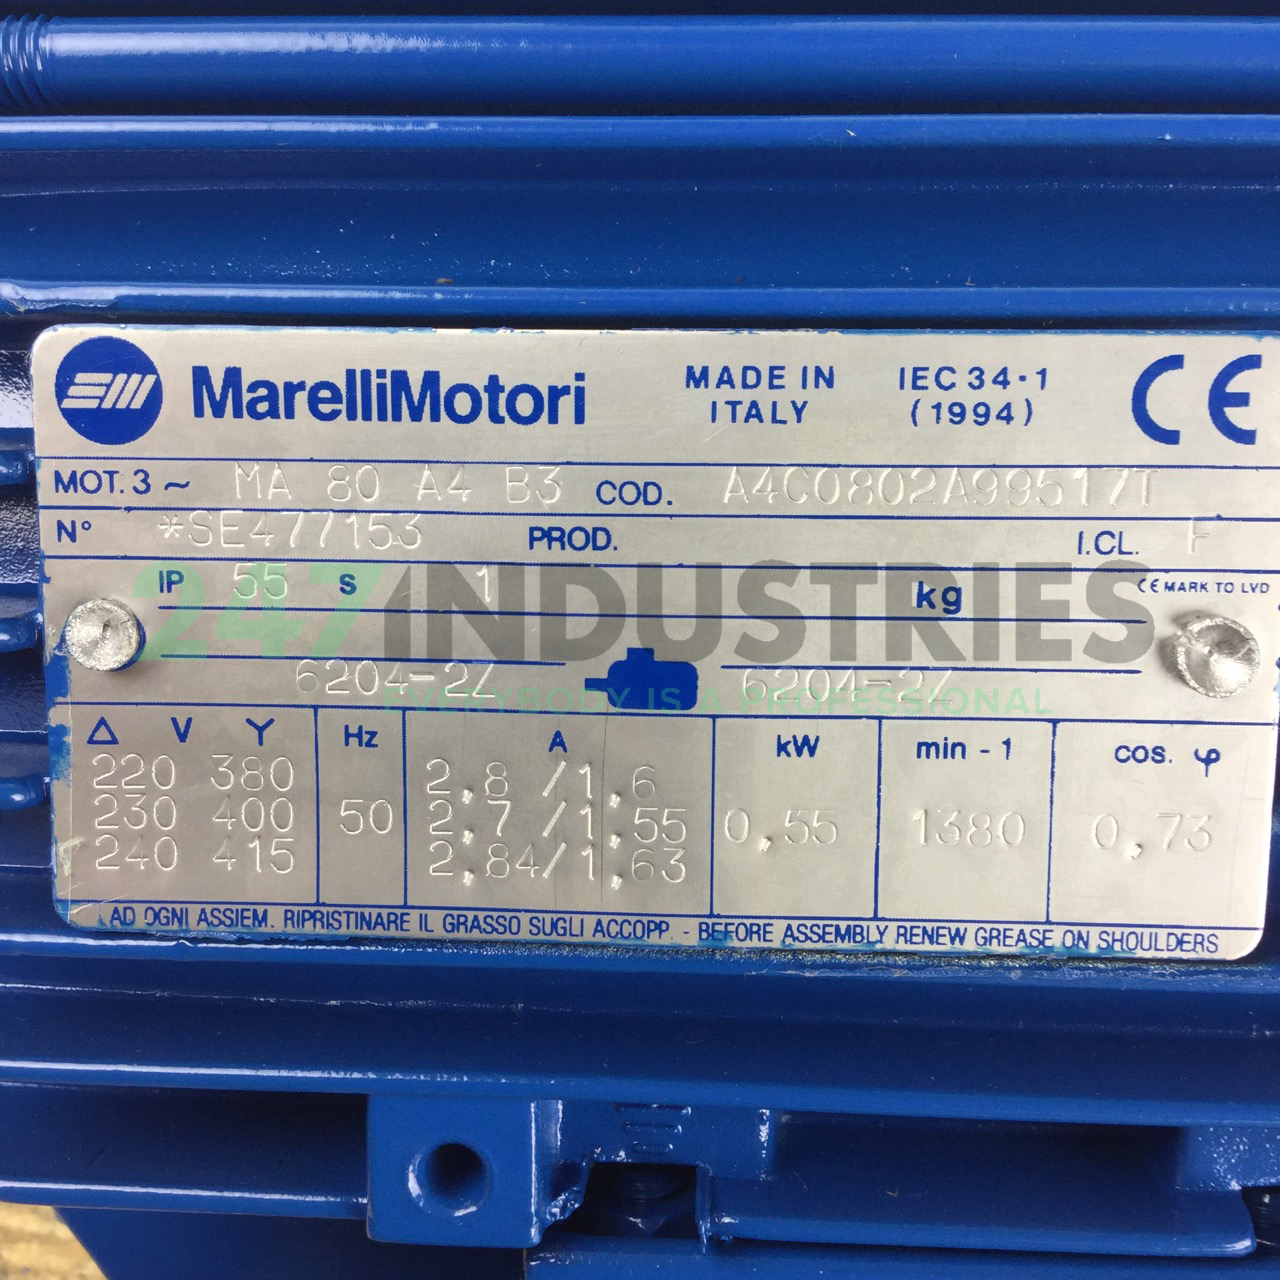 MarelliMotori MADE IN ITALY IEC 34·1 (1994) CE
MOT. 3 ~ MA 80 A4 B3 COD. A4C0802A99517T
N° *SE477153 PROD. I.CL. F
IP 55 S 1 kg CE MARK TO LVD
247 INDUSTRIES
6204-2Z 6204-2Z
EVERYBODY IS A PROFESSIONAL
Δ V Y Hz A kW min - 1 cos. φ
220 380 2,8 /1,6
230 400 50 2,7 /1,55 0,55 1380 0,73
240 415 2,84/1,63
AD OGNI ASSIEM. RIPRISTINARE IL GRASSO SUGLI ACCOPP. - BEFORE ASSEMBLY RENEW GREASE ON SHOULDERS